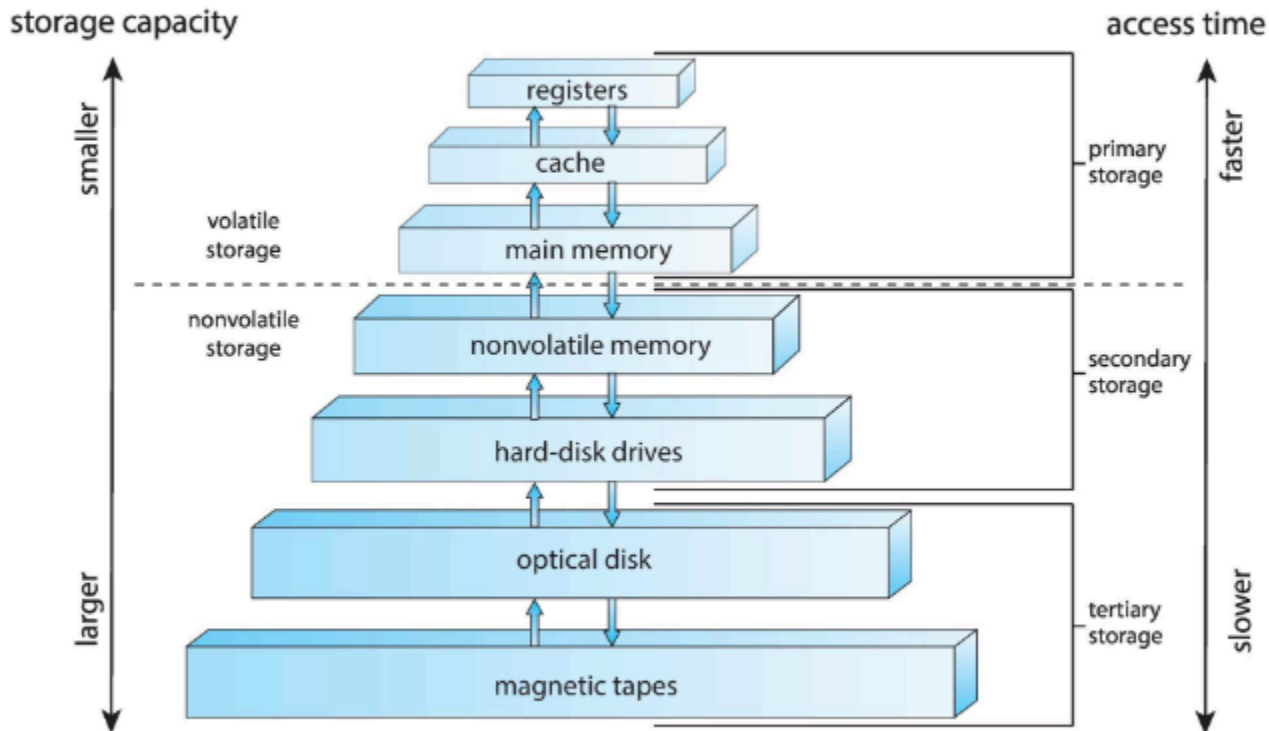 storage capacity
access time
smaller
faster
registers
cache
primary
storage
volatile
storage
main memory
nonvolatile
storage
nonvolatile memory
secondary
storage
hard-disk drives
optical disk
larger
slower
tertiary
storage
magnetic tapes